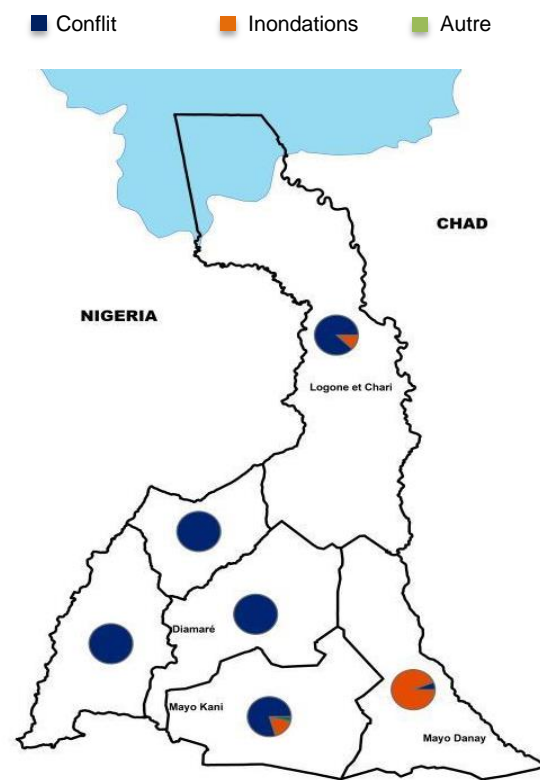 Conflit Inondations Autre
CHAD
NIGERIA
Logone et Chari
Diamaré
Mayo Kani
Mayo Danay